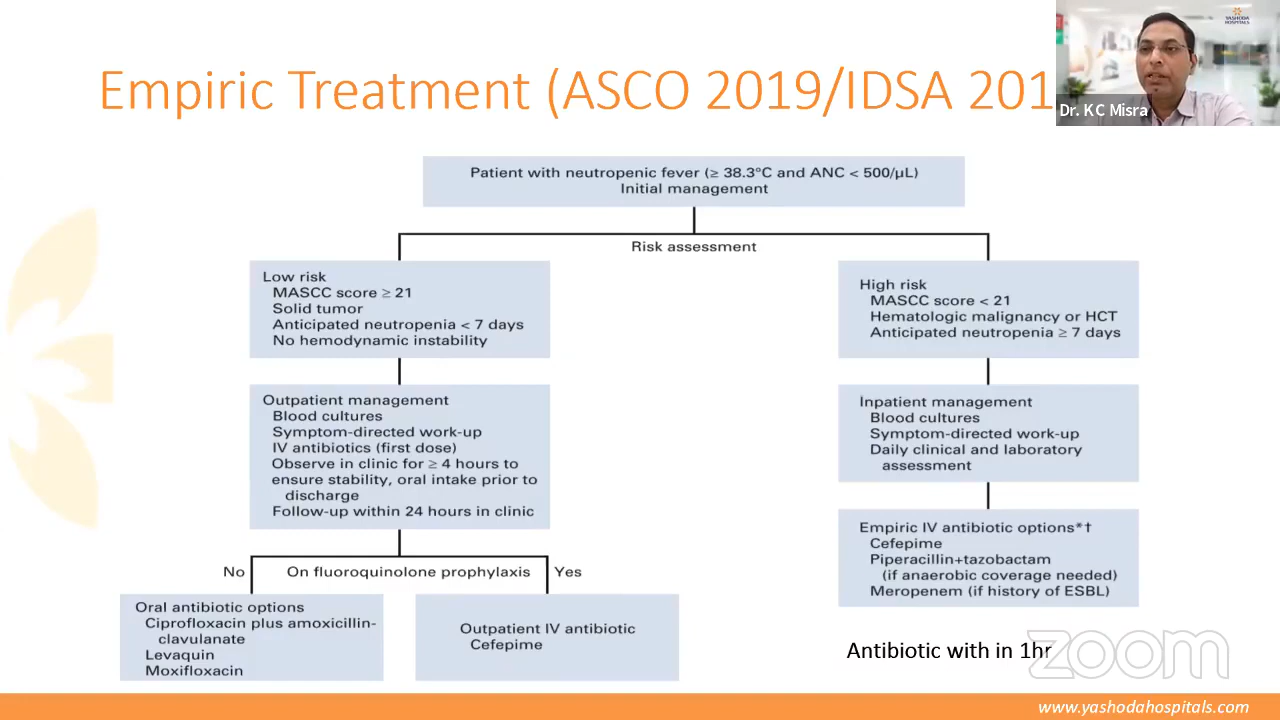 YASHODA
HOSPITALS
Empiric Treatment (ASCO 2019/IDSA 201
Dr. KC Misra
Patient with neutropenic fever (≥ 38.3°C and ANC < 500/μL)
Initial management
Risk assessment
Low risk
MASCC score ≥ 21
Solid tumor
Anticipated neutropenia < 7 days
No hemodynamic instability
High risk
MASCC score < 21
Hematologic malignancy or HCT
Anticipated neutropenia ≥ 7 days
Outpatient management
Blood cultures
Symptom-directed work-up
IV antibiotics (first dose)
Observe in clinic for ≥ 4 hours to
ensure stability, oral intake prior to
discharge
Follow-up within 24 hours in clinic
Inpatient management
Blood cultures
Symptom-directed work-up
Daily clinical and laboratory
assessment
Empiric IV antibiotic options*†
Cefepime
Piperacillin+tazobactam
(if anaerobic coverage needed)
Meropenem (if history of ESBL)
No On fluoroquinolone prophylaxis Yes
Oral antibiotic options
Ciprofloxacin plus amoxicillin-
clavulanate
Levaquin
Moxifloxacin
Outpatient IV antibiotic
Cefepime
Antibiotic with in 1hr
zoom
www.yashodahospitals.com